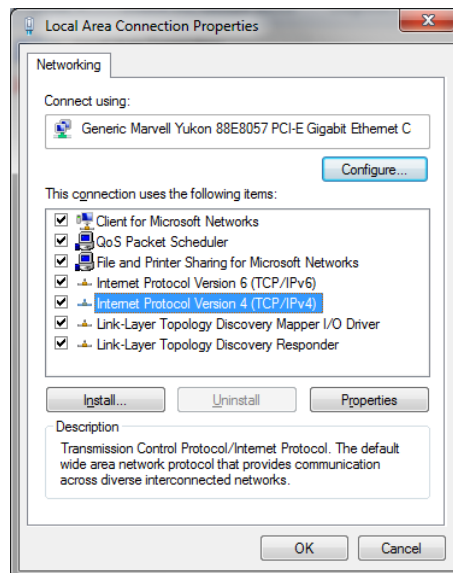 Local Area Connection Properties
Networking
Connect using:
Generic Marvell Yukon 88E8057 PCI-E Gigabit Ethernet C
Configure...
This connection uses the following items:
Client for Microsoft Networks
QoS Packet Scheduler
File and Printer Sharing for Microsoft Networks
Internet Protocol Version 6 (TCP/IPv6)
Internet Protocol Version 4 (TCP/IPv4)
Link-Layer Topology Discovery Mapper I/O Driver
Link-Layer Topology Discovery Responder
Install... Uninstall Properties
Description
Transmission Control Protocol/Internet Protocol. The default
wide area network protocol that provides communication
across diverse interconnected networks.
OK Cancel